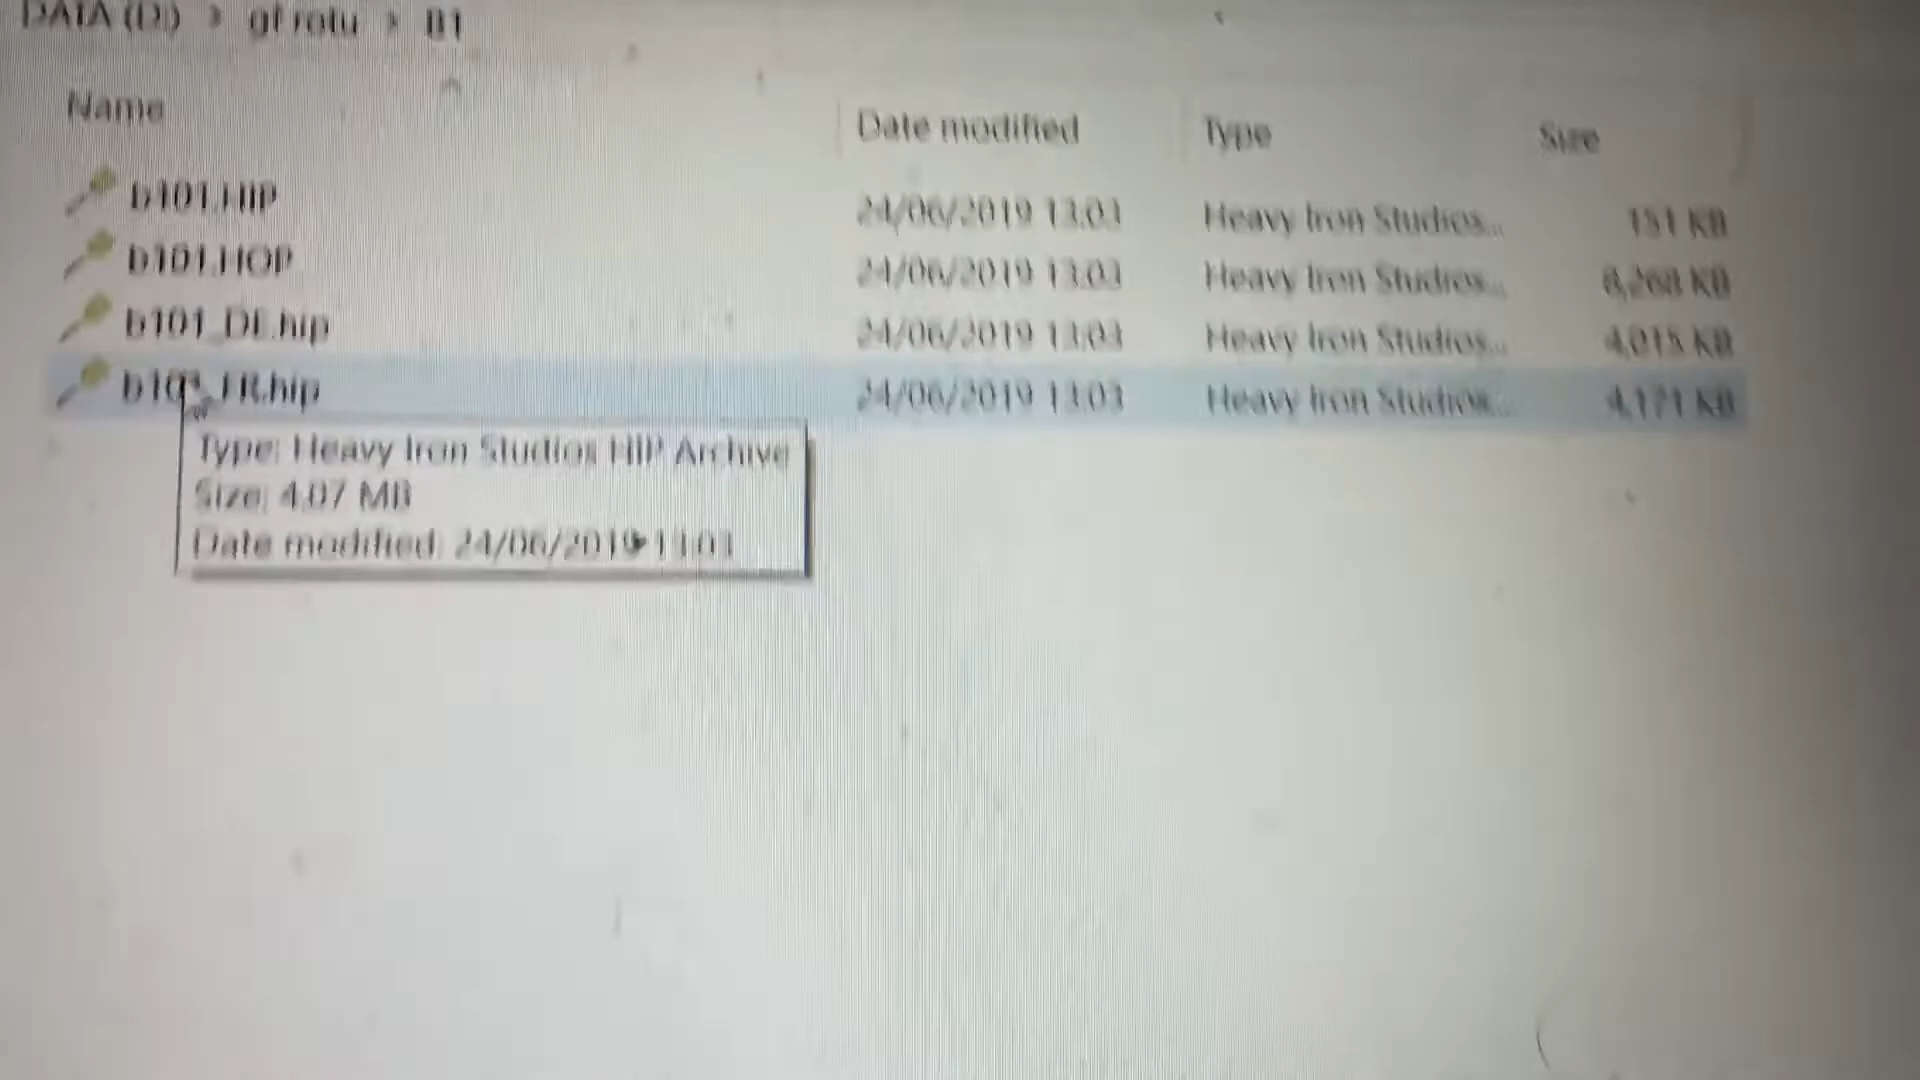 DATA (D:) > gf rotu > B1
Name Date modified Type Size
b101.HIP 24/06/2019 13:03 Heavy Iron Studios... 151 KB
b101.HOP 24/06/2019 13:03 Heavy Iron Studios... 8,268 KB
b101_DE.hip 24/06/2019 13:03 Heavy Iron Studios... 4,015 KB
b101_FR.hip 24/06/2019 13:03 Heavy Iron Studios... 4,171 KB
Type: Heavy Iron Studios HIP Archive
Size: 4.07 MB
Date modified: 24/06/2019 13:03